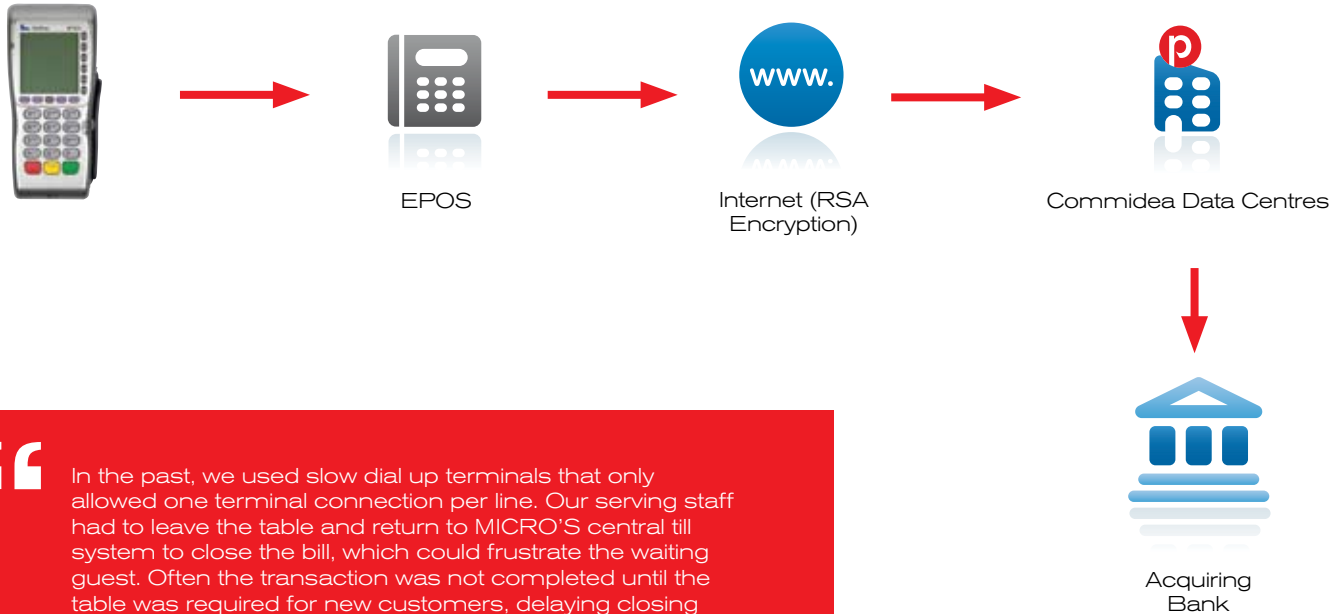 www.
p
EPOS
Internet (RSA
Encryption)
Commidea Data Centres
Acquiring
Bank
“
In the past, we used slow dial up terminals that only
allowed one terminal connection per line. Our serving staff
had to leave the table and return to MICRO’S central till
system to close the bill, which could frustrate the waiting
guest. Often the transaction was not completed until the
table was required for new customers, delaying closing